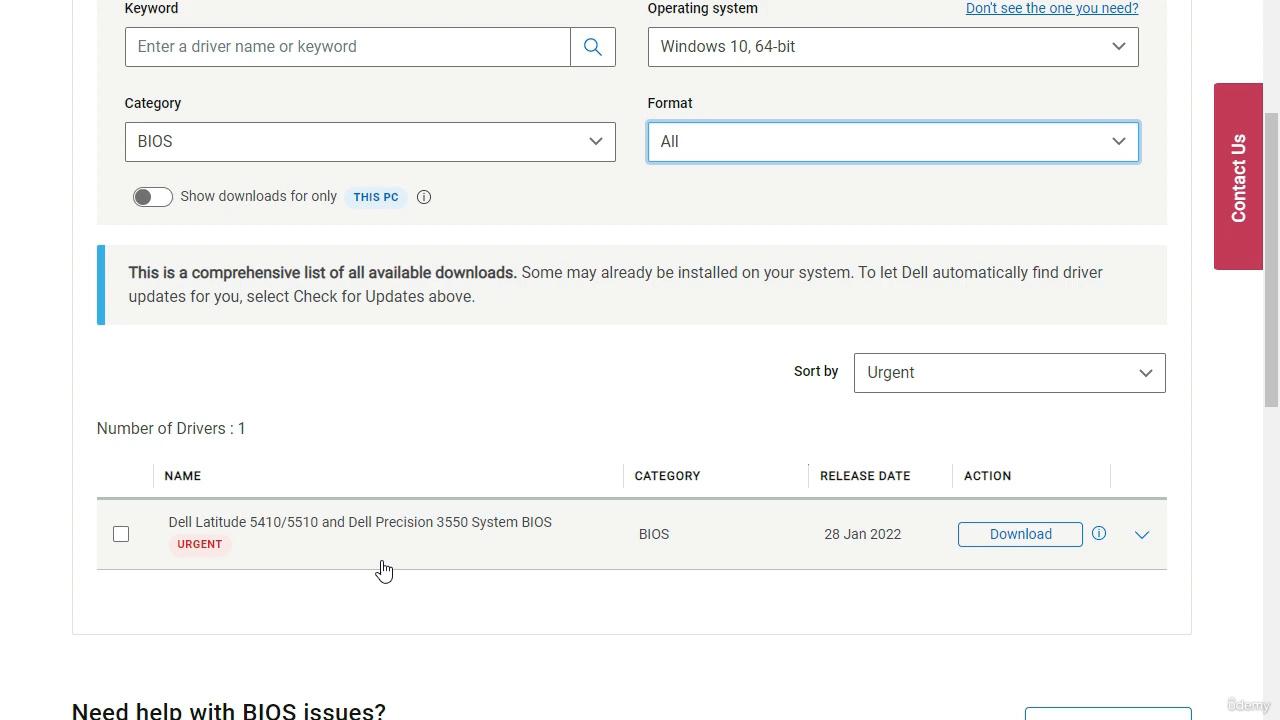 Keyword
Operating system
Don't see the one you need?
Enter a driver name or keyword
Windows 10, 64-bit
Category
Format
BIOS
All
Show downloads for only THIS PC
Contact Us
This is a comprehensive list of all available downloads. Some may already be installed on your system. To let Dell automatically find driver
updates for you, select Check for Updates above.
Sort by
Urgent
Number of Drivers : 1
NAME
CATEGORY
RELEASE DATE
ACTION
Dell Latitude 5410/5510 and Dell Precision 3550 System BIOS
URGENT
BIOS
28 Jan 2022
Download
Need help with BIOS issues?
ûdemy